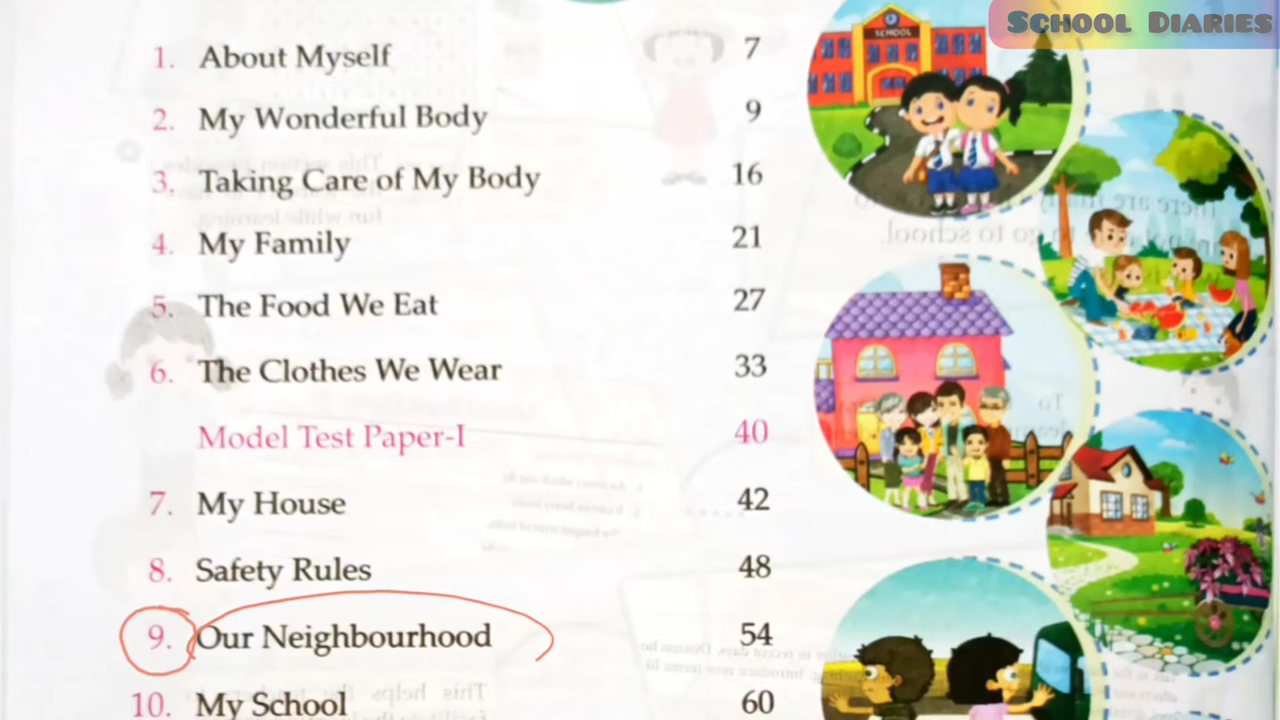 SCHOOL DIARIES
SCHOOL
1. About Myself 7
2. My Wonderful Body 9
3. Taking Care of My Body 16
4. My Family 21
5. The Food We Eat 27
6. The Clothes We Wear 33
Model Test Paper-I 40
7. My House 42
8. Safety Rules 48
9. Our Neighbourhood 54
10. My School 60